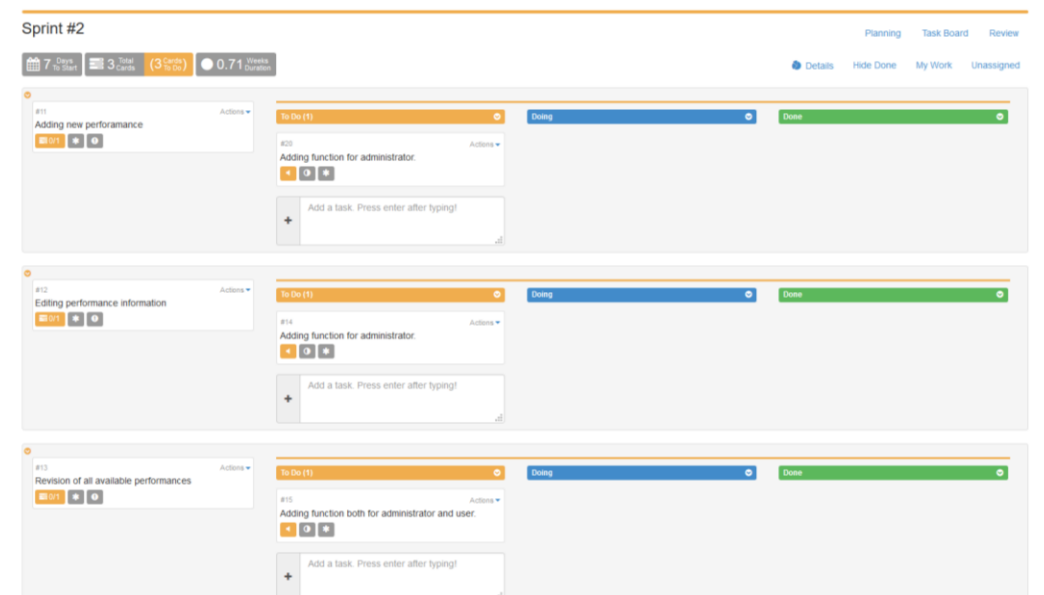 Sprint #2
Planning Task Board Review
7 Days To Start 3 Total Cards (3 Cards To Do) 0.71 Weeks Duration
Details Hide Done My Work Unassigned
#11 Actions
Adding new perforamance
0/1
To Do (1) Doing Done
#20 Actions
Adding function for administrator.
Add a task. Press enter after typing!
#12 Actions
Editing performance information
0/1
To Do (1) Doing Done
#14 Actions
Adding function for administrator.
Add a task. Press enter after typing!
#13 Actions
Revision of all available performances
0/1
To Do (1) Doing Done
#15 Actions
Adding function both for administrator and user.
Add a task. Press enter after typing!